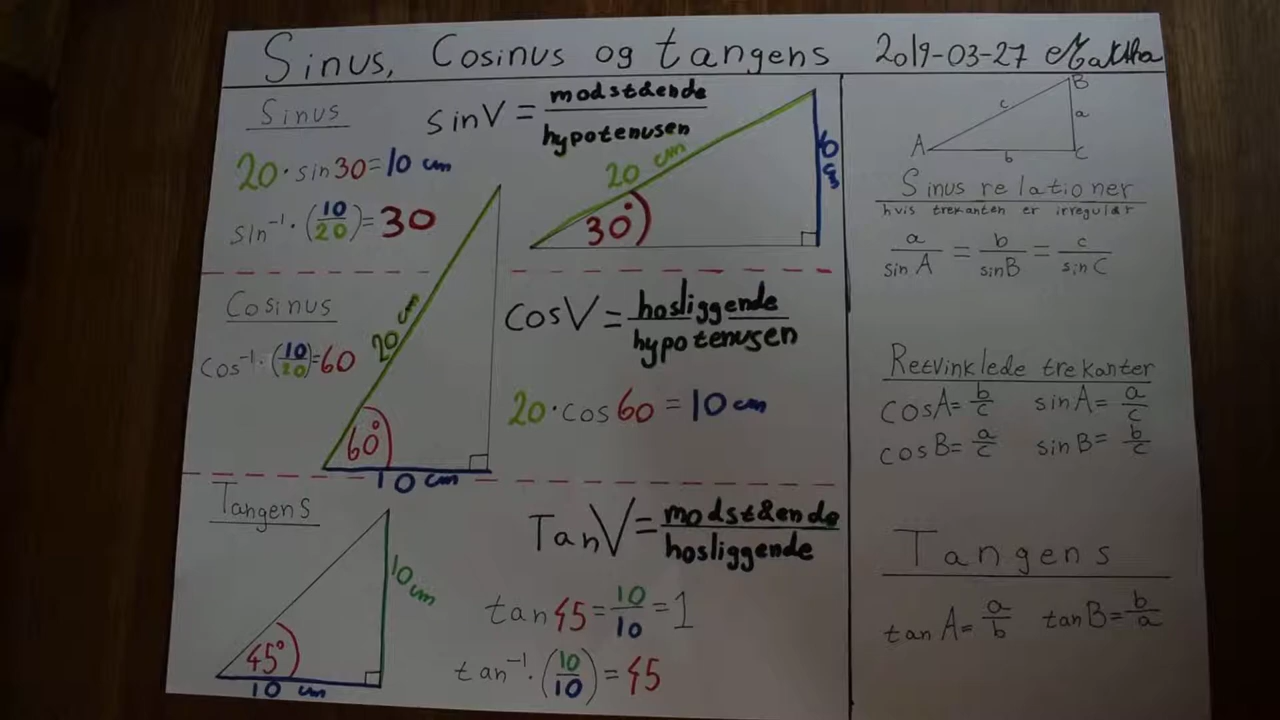 Sinus, Cosinus og tangens 2019-03-27
Sinus
sinV = modstående / hypotenusen
20 · sin30 = 10 cm
sin⁻¹ · (10/20) = 30
20 cm
10 cm
30°
Cosinus
cos⁻¹ · (10/20) = 60
20 cm
60°
10 cm
CosV = hosliggende / hypotenusen
20 · cos60 = 10 cm
Tangens
10 cm
45°
10 cm
TanV = modstående / hosliggende
tan45 = 10/10 = 1
tan⁻¹ · (10/10) = 45
B
c
a
A
b
C
Sinus relationer
hvis trekanten er irregulær
a/sinA = b/sinB = c/sinC
Retvinklede trekanter
cosA = b/c sinA = a/c
cosB = a/c sinB = b/c
Tangens
tanA = a/b tanB = b/a